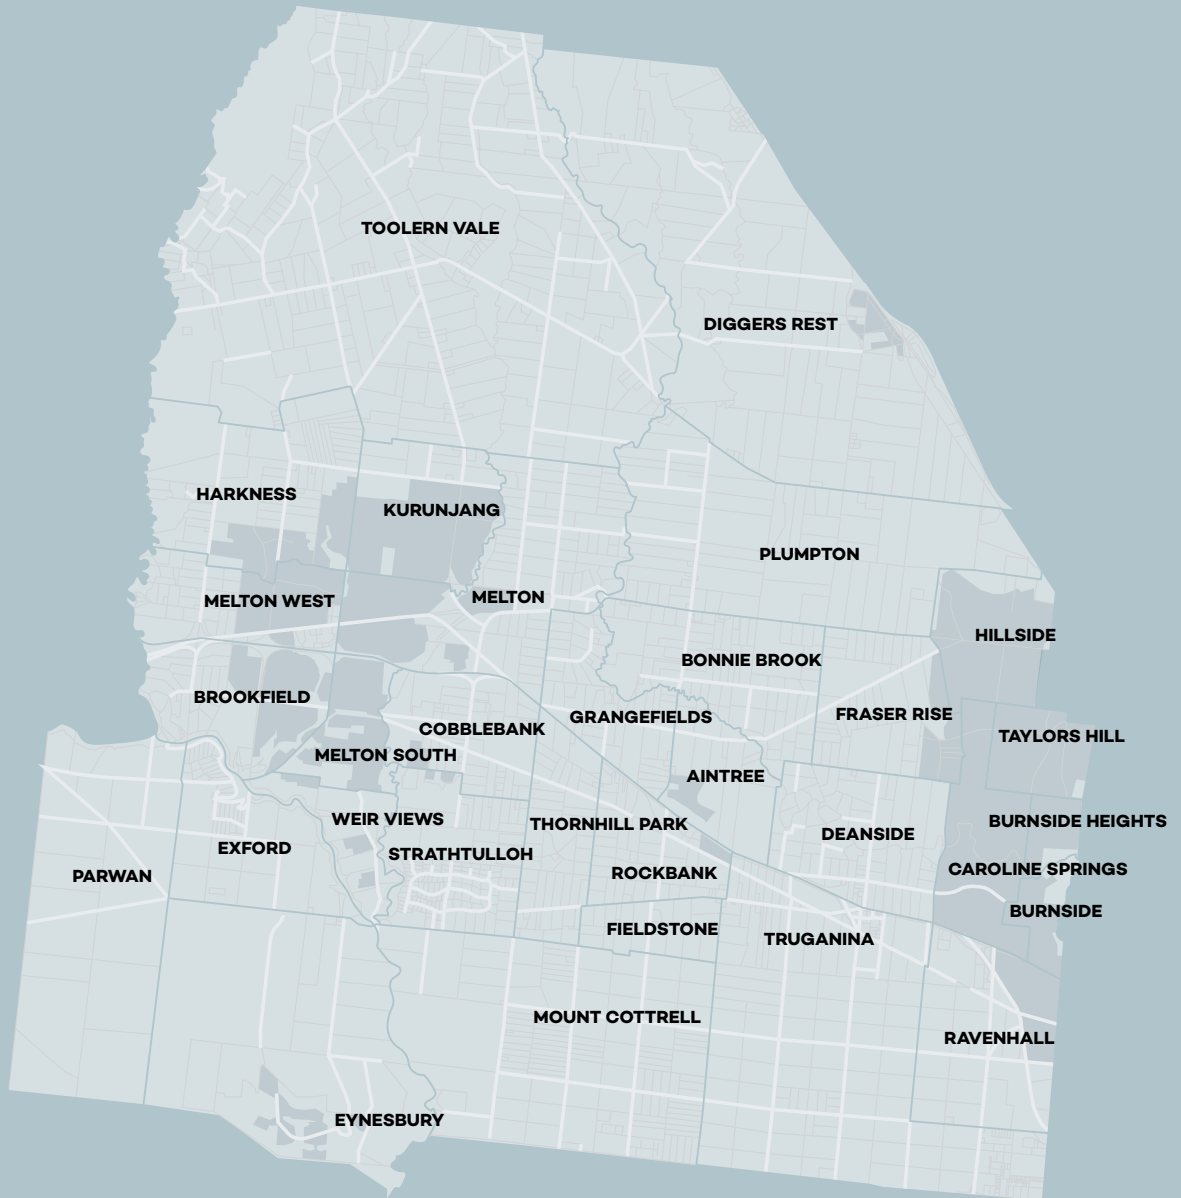 TOOLERN VALE
DIGGERS REST
HARKNESS
KURUNJANG
PLUMPTON
MELTON WEST
MELTON
HILLSIDE
BONNIE BROOK
BROOKFIELD
GRANGEFIELDS
FRASER RISE
COBBLEBANK
TAYLORS HILL
MELTON SOUTH
AINTREE
WEIR VIEWS
THORNHILL PARK
BURNSIDE HEIGHTS
DEANSIDE
EXFORD
STRATHTULLOH
CAROLINE SPRINGS
ROCKBANK
PARWAN
BURNSIDE
FIELDSTONE
TRUGANINA
MOUNT COTTRELL
RAVENHALL
EYNESBURY